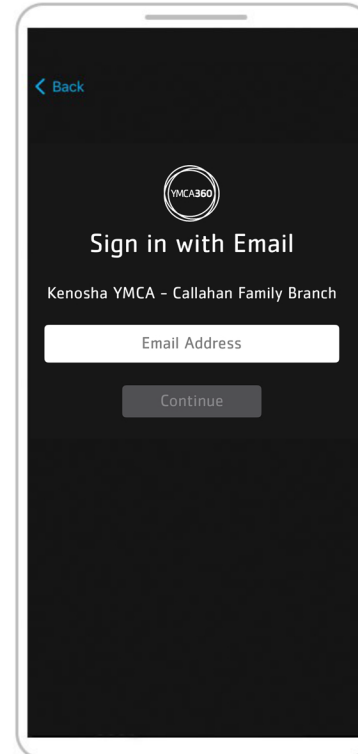 Back
YMCA360
Sign in with Email
Kenosha YMCA - Callahan Family Branch
Email Address
Continue